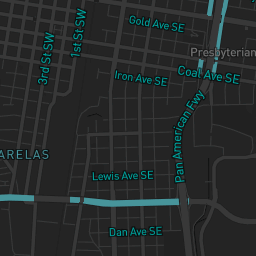 Gold Ave SE
1st St SW
3rd St SW
Presbyterian
Iron Ave SE
Coal Ave SE
Pan American Fwy
ARELAS
Lewis Ave SE
Dan Ave SE